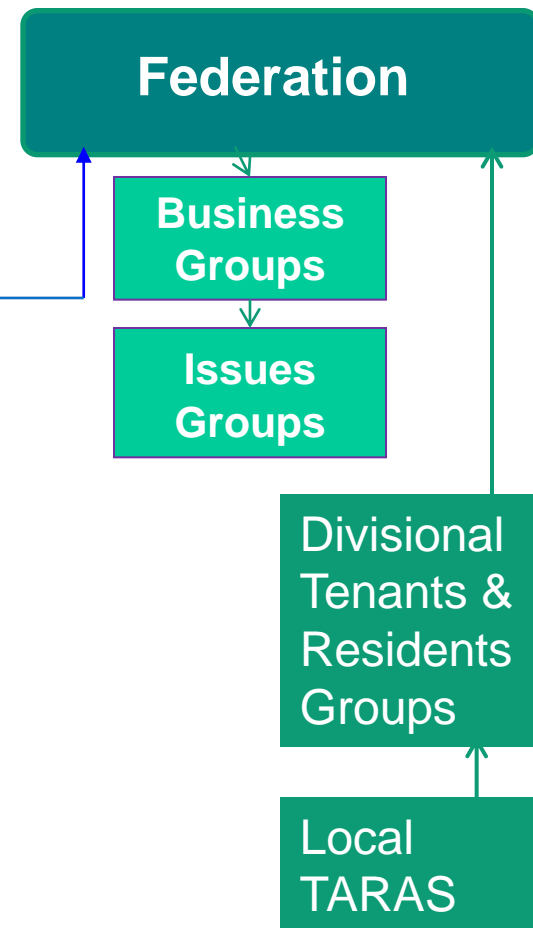 Federation
Business
Groups
Issues
Groups
Divisional
Tenants &
Residents
Groups
Local
TARAS